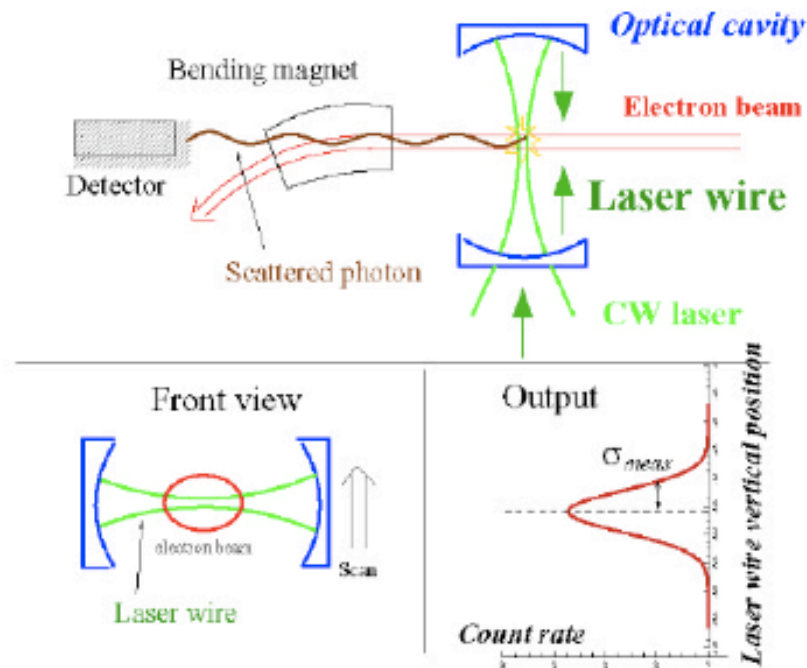 Optical cavity
Bending magnet
Electron beam
Detector
Laser wire
Scattered photon
CW laser
Front view
Output
Laser wire vertical position
σmeas
electron beam
Scan
Laser wire
Count rate